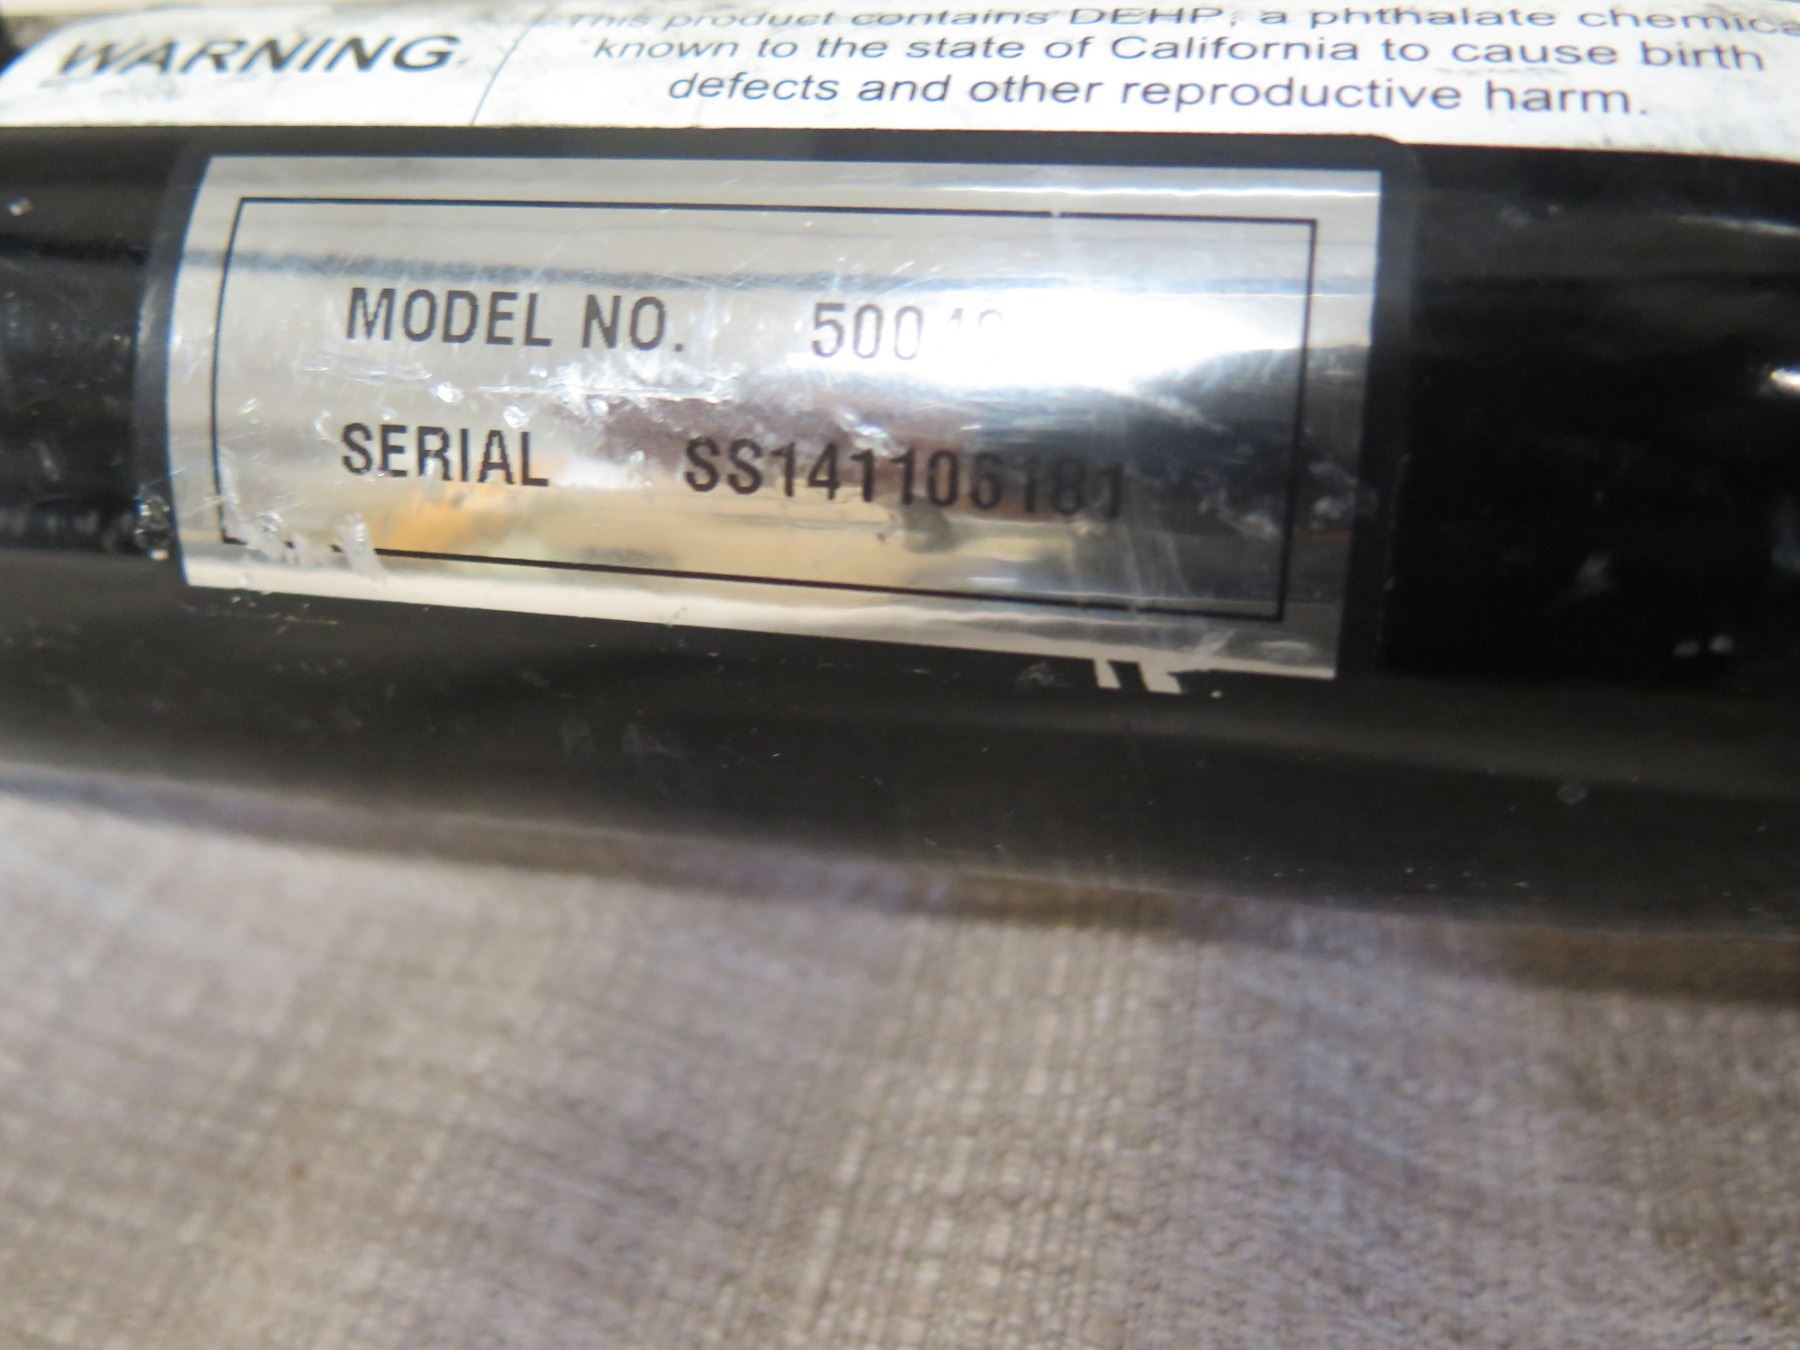 WARNING.
This product contains DEHP, a phthalate
known to the state of California to cause birth
defects and other reproductive harm.
MODEL NO.
SERIAL SS141106181